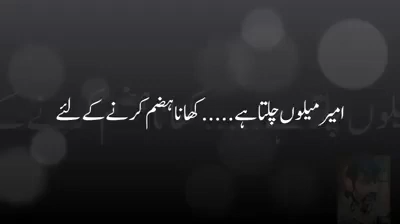 امیر میلوں چلتا ہے..... کھانا ہضم کرنے کے لئے